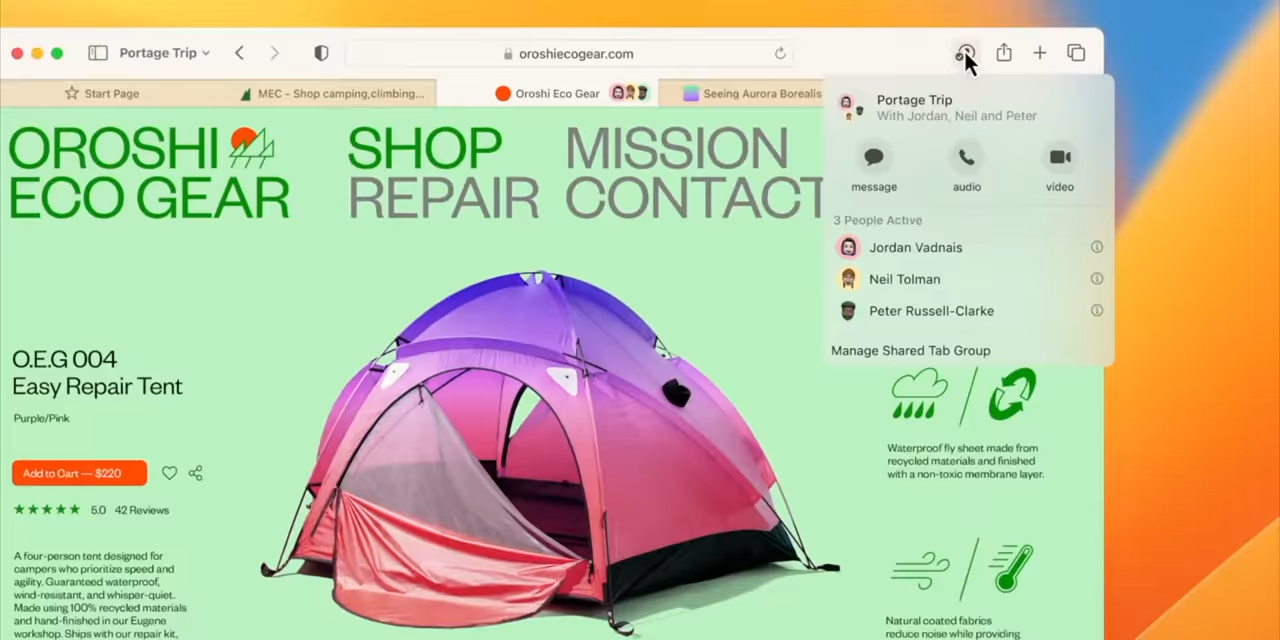 Portage Trip
oroshiecogear.com
Start Page
MEC - Shop camping,climbing...
Oroshi Eco Gear
Seeing Aurora Borealis
OROSHI
ECO GEAR
SHOP
REPAIR
MISSION
CONTACT
Portage Trip
With Jordan, Neil and Peter
message
audio
video
3 People Active
Jordan Vadnais
Neil Tolman
Peter Russell-Clarke
Manage Shared Tab Group
O.E.G 004
Easy Repair Tent
Purple/Pink
Add to Cart — $220
5.0 42 Reviews
A four-person tent designed for
campers who prioritize speed and
agility. Guaranteed waterproof,
wind-resistant, and whisper-quiet.
Made using 100% recycled materials
and hand-finished in our Eugene
workshop. Ships with our repair kit,
Waterproof fly sheet made from
recycled materials and finished
with a non-toxic membrane layer.
Natural coated fabrics
reduce noise while providing